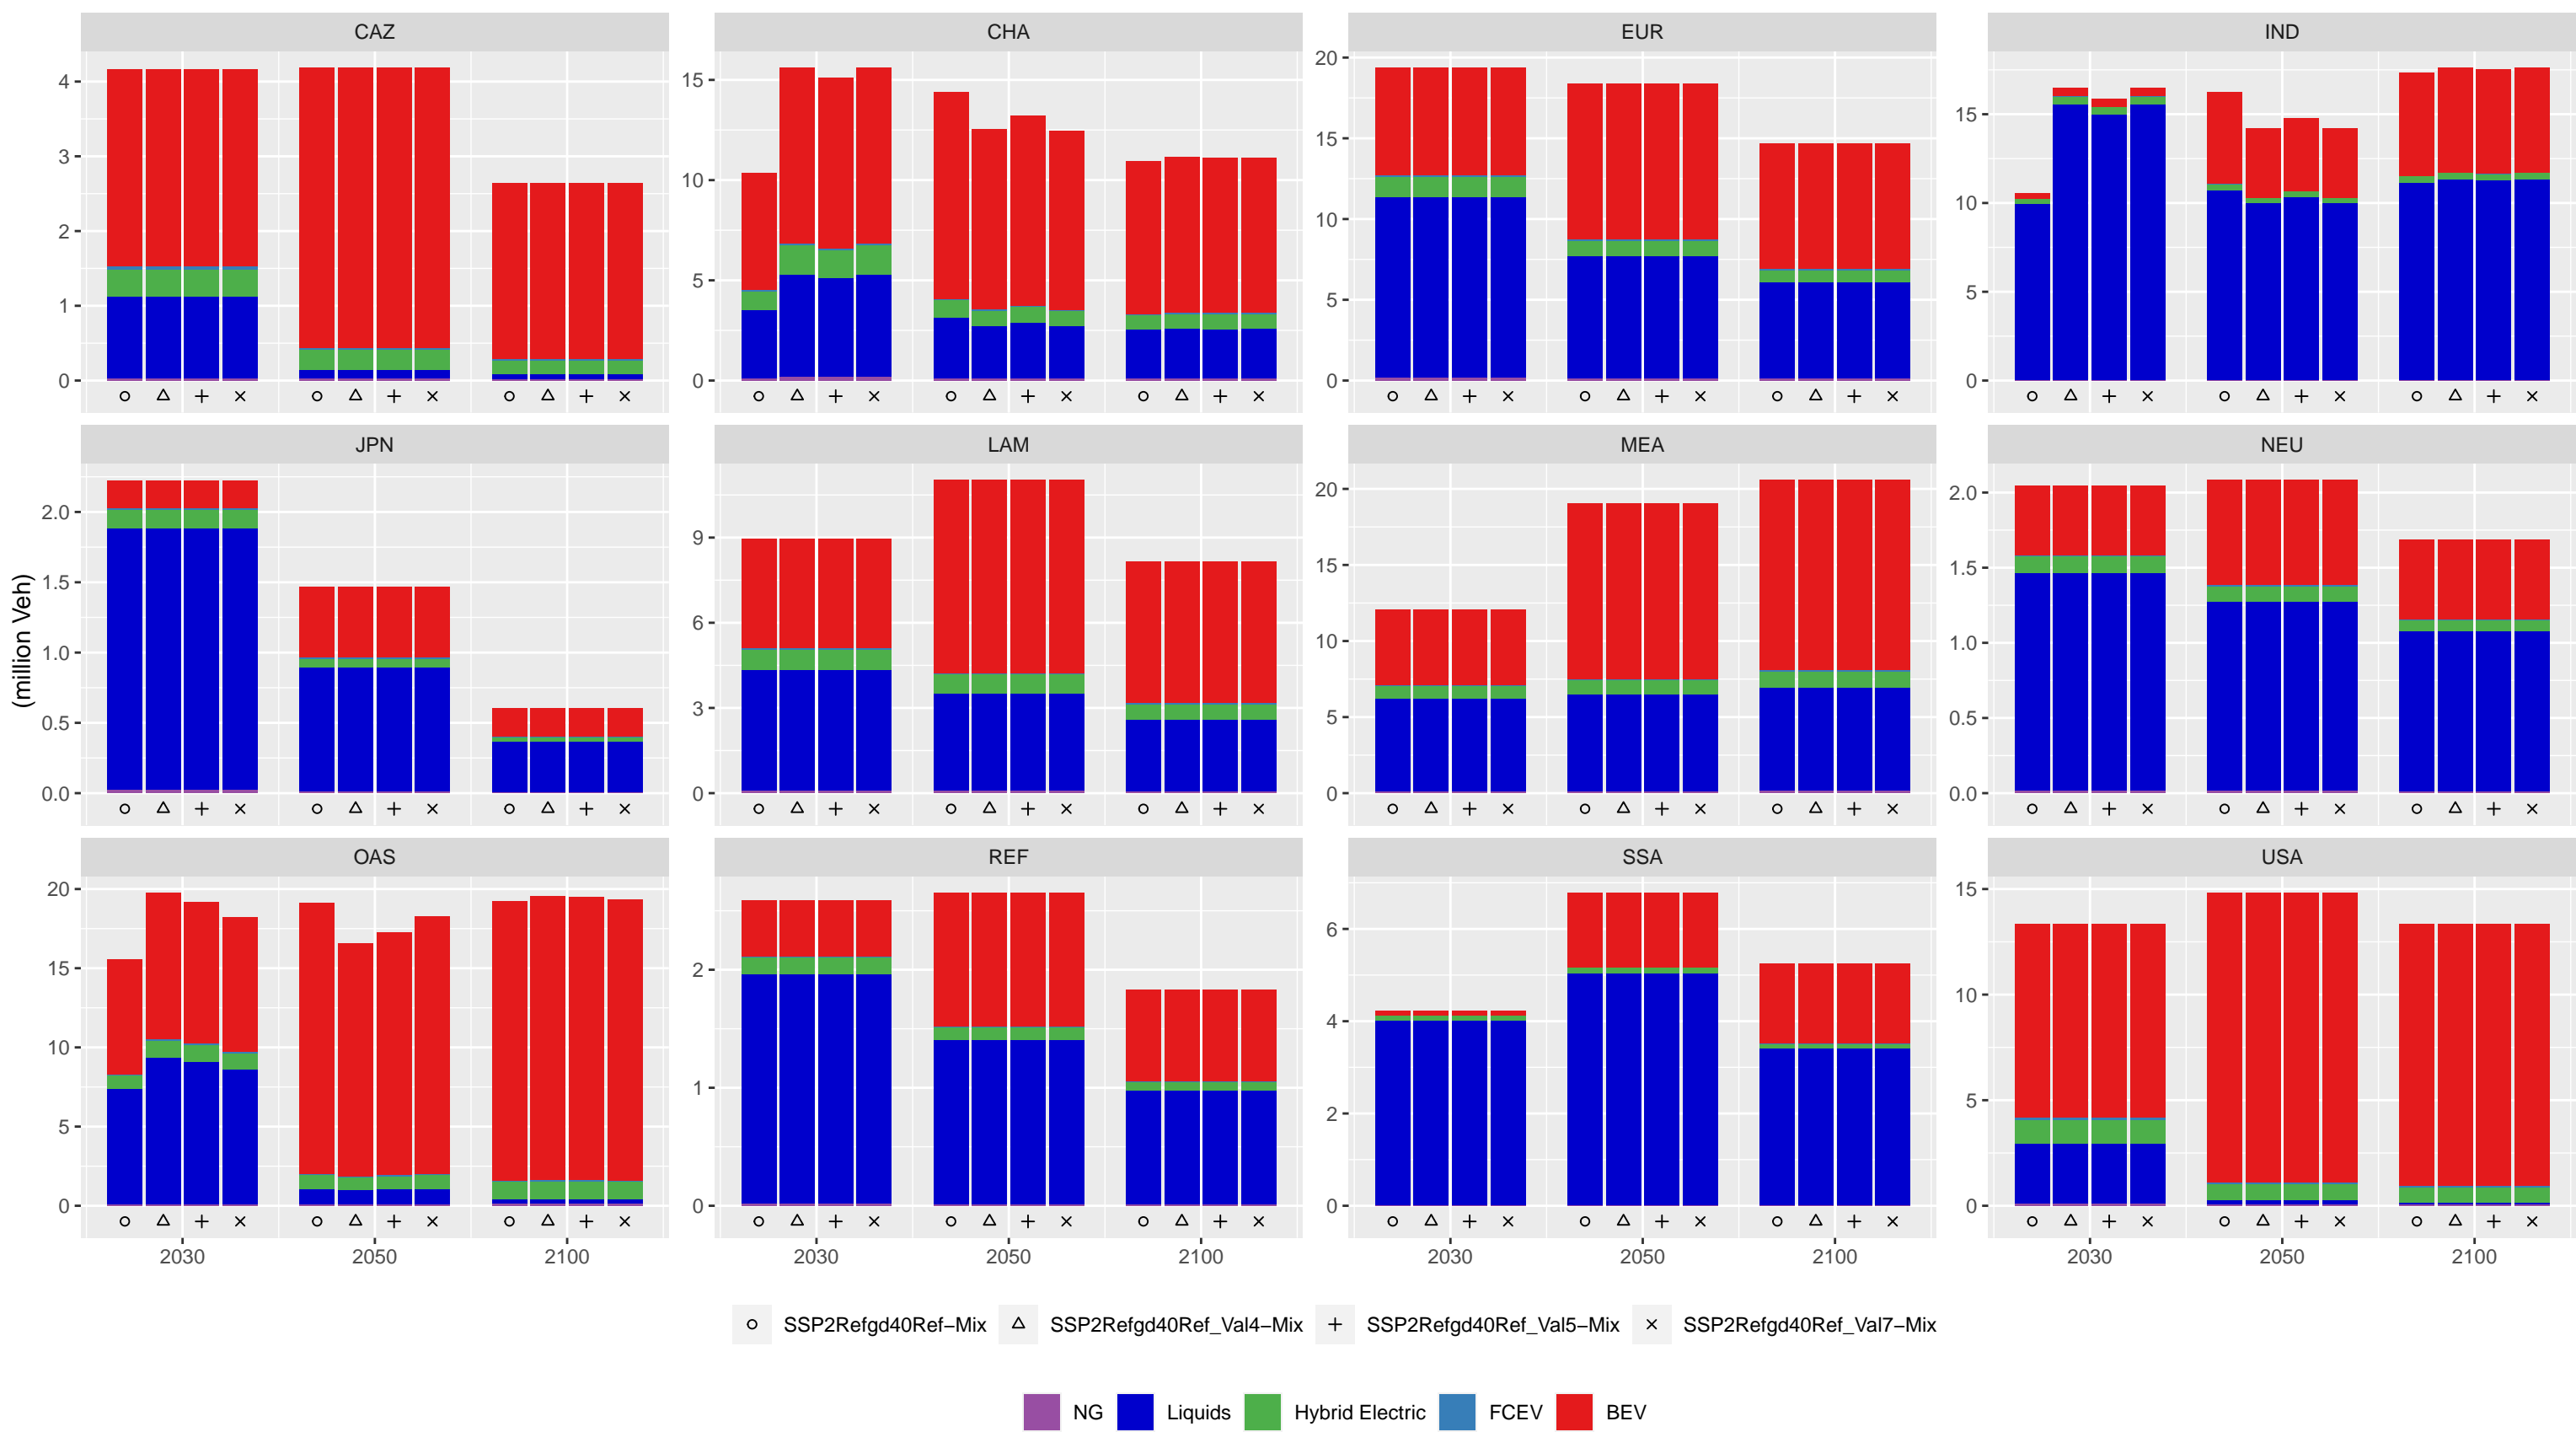 CAZ CHA EUR IND
4 3 2 1 0
15 10 5 0
20 15 10 5 0
15 10 5 0
JPN LAM MEA NEU
(million Veh)
2.0 1.5 1.0 0.5 0.0
9 6 3 0
20 15 10 5 0
2.0 1.5 1.0 0.5 0.0
OAS REF SSA USA
20 15 10 5 0
2 1 0
6 4 2 0
15 10 5 0
2030 2050 2100 2030 2050 2100 2030 2050 2100 2030 2050 2100
SSP2Refgd40Ref−Mix SSP2Refgd40Ref_Val4−Mix SSP2Refgd40Ref_Val5−Mix SSP2Refgd40Ref_Val7−Mix
NG Liquids Hybrid Electric FCEV BEV